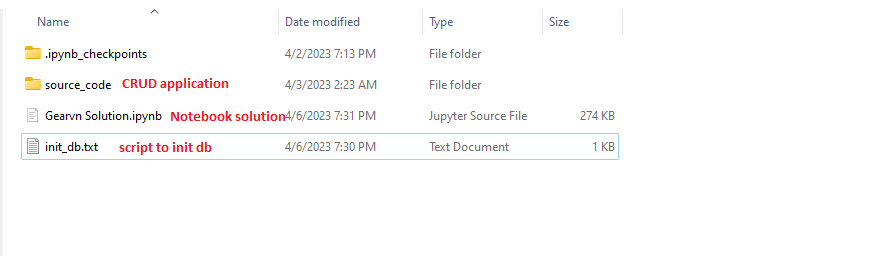 Name Date modified Type Size
.ipynb_checkpoints 4/2/2023 7:13 PM File folder
source_code CRUD application 4/3/2023 2:23 AM File folder
Gearvn Solution.ipynb Notebook solution 4/6/2023 7:31 PM Jupyter Source File 274 KB
init_db.txt script to init db 4/6/2023 7:30 PM Text Document 1 KB